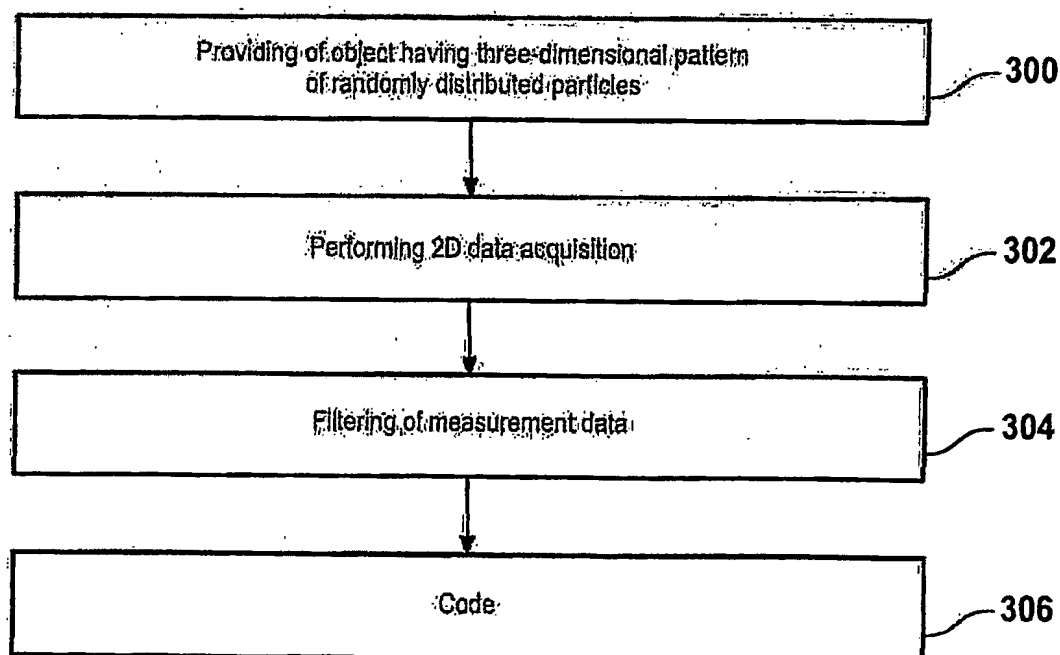 Providing of object having three-dimensional pattern
of randomly distributed particles
300
Performing 2D data acquisition
302
Filtering of measurement data
304
Code
306